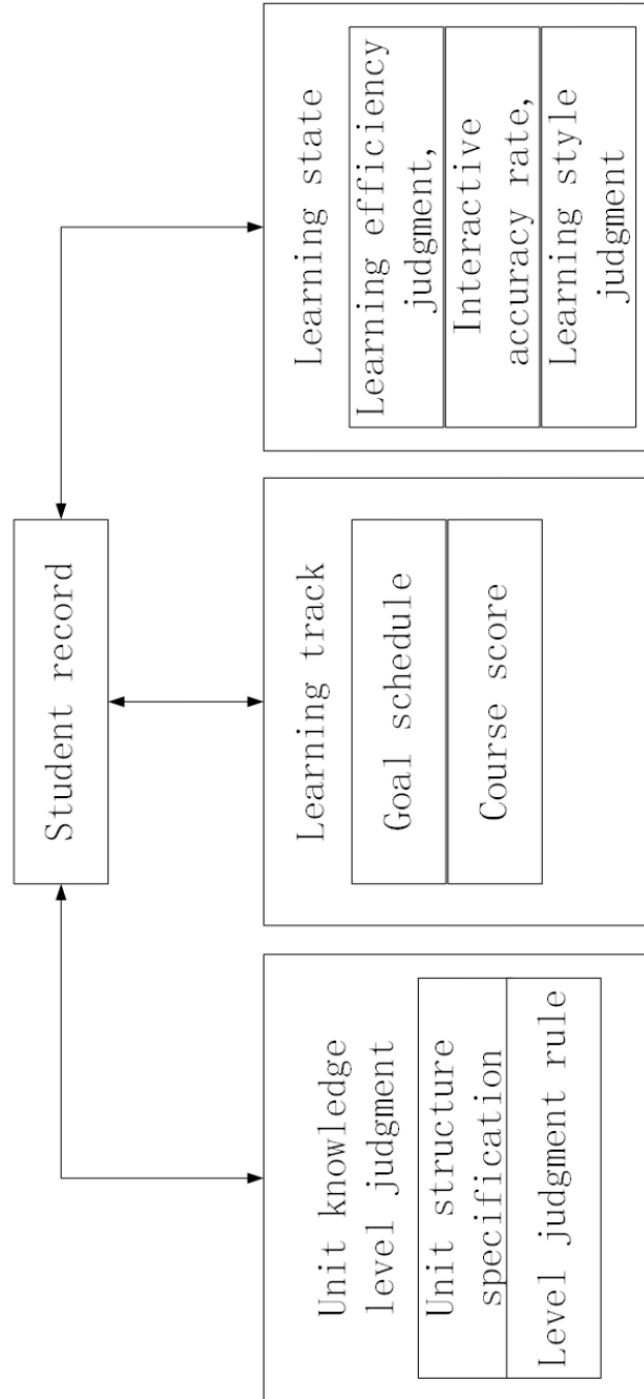 Student record
Unit knowledge
level judgment
Unit structure
specification
Level judgment rule
Learning track
Goal schedule
Course score
Learning state
Learning efficiency
judgment,
Interactive
accuracy rate,
Learning style
judgment